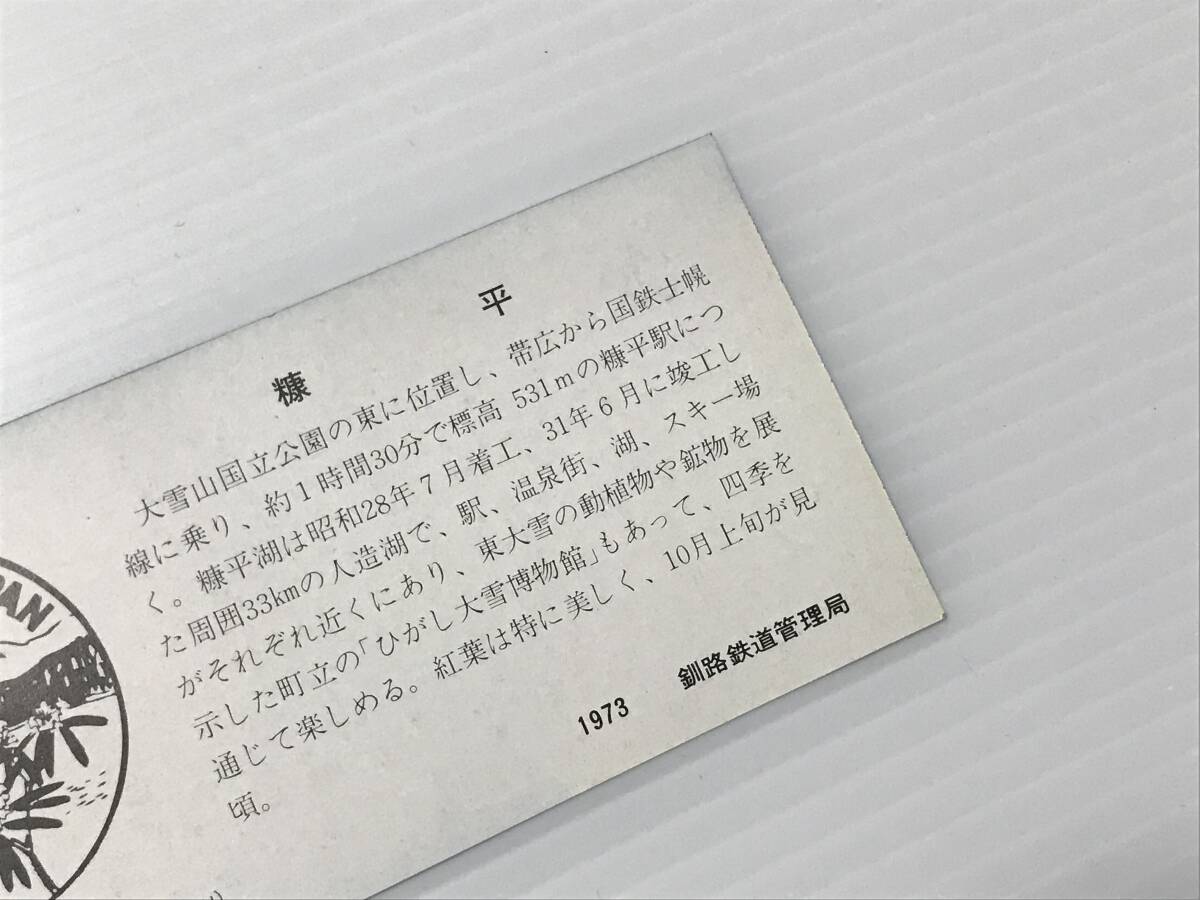 糠平
大雪山国立公園の東に位置し、帯広から国鉄士幌
線に乗り、約1時間30分で標高 531mの糠平駅につ
く。糠平湖は昭和28年7月着工、31年6月に竣工し
た周囲33kmの人造湖で、駅、温泉街、湖、スキー場
がそれぞれ近くにあり、東大雪の動植物や鉱物を展
示した町立の「ひがし大雪博物館」もあって、四季を
通じて楽しめる。紅葉は特に美しく、10月上旬が見
頃。
1973 釧路鉄道管理局